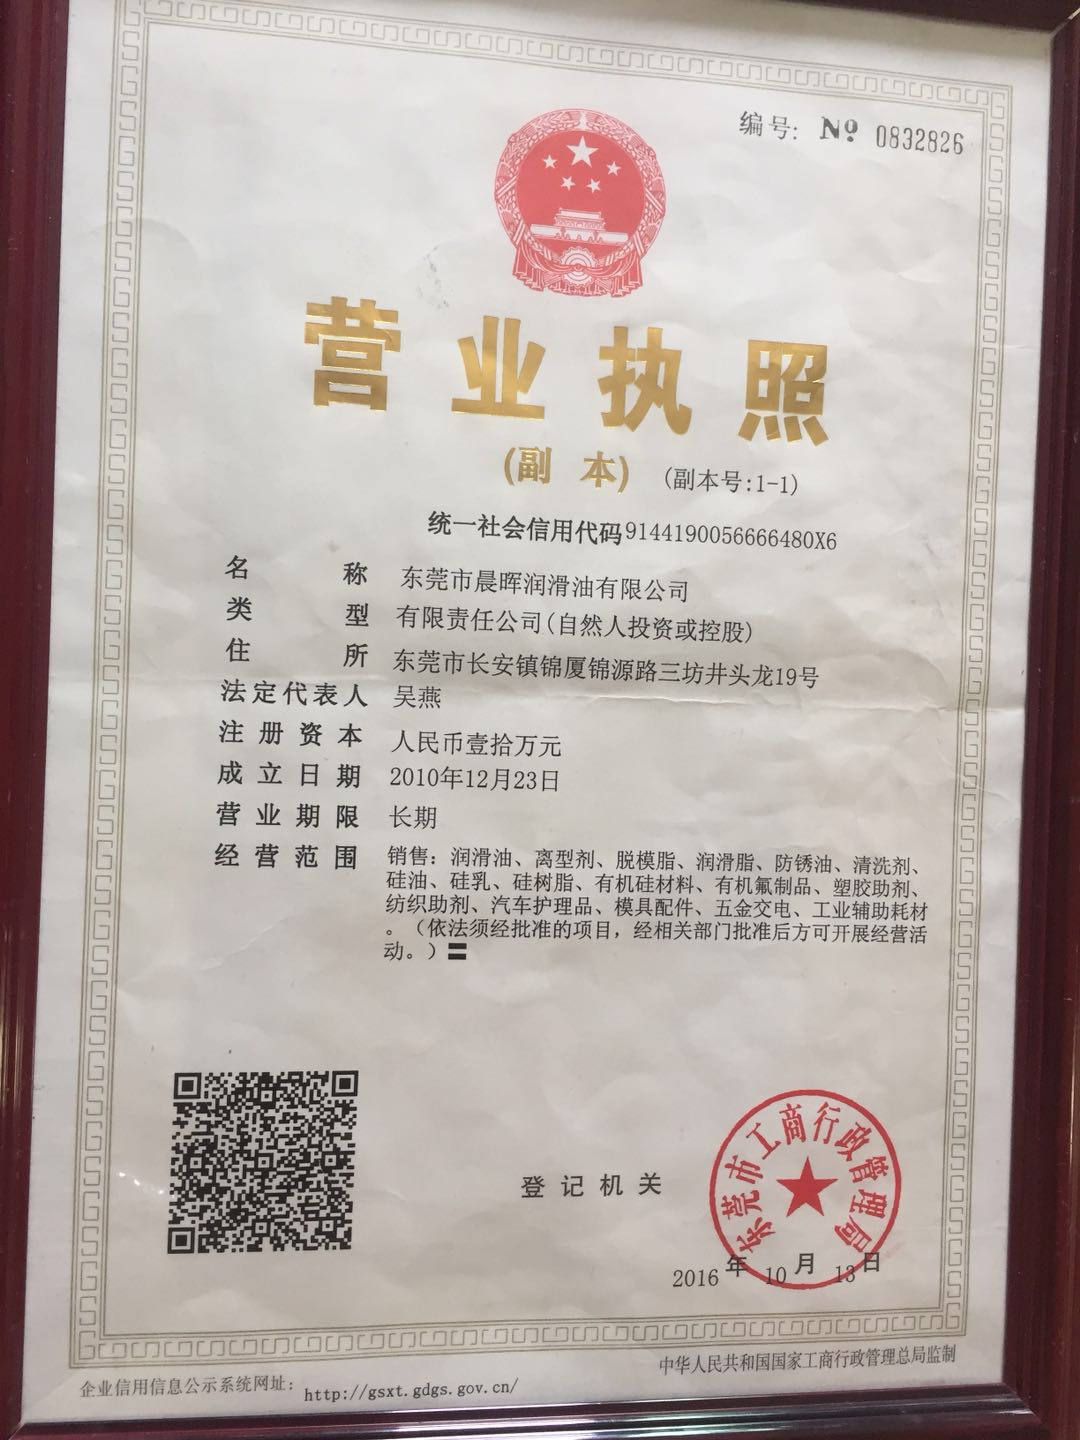 编号: № 0832826
营业执照
(副 本) (副本号:1-1)
统一社会信用代码91441900566666480X6
名 称 东莞市晨晖润滑油有限公司
类 型 有限责任公司(自然人投资或控股)
住 所 东莞市长安镇锦厦锦源路三坊井头龙19号
法定代表人 吴燕
注册资本 人民币壹拾万元
成立日期 2010年12月23日
营业期限 长期
经营范围 销售：润滑油、离型剂、脱模脂、润滑脂、防锈油、清洗剂、
硅油、硅乳、硅树脂、有机硅材料、有机氟制品、塑胶助剂、
纺织助剂、汽车护理品、模具配件、五金交电、工业辅助耗材
。（依法须经批准的项目，经相关部门批准后方可开展经营活
动。）〓
登记机关
东莞市工商行政管理局
2016 年 10 月 13 日
企业信用信息公示系统网址： http://gsxt.gdgs.gov.cn/
中华人民共和国国家工商行政管理总局监制